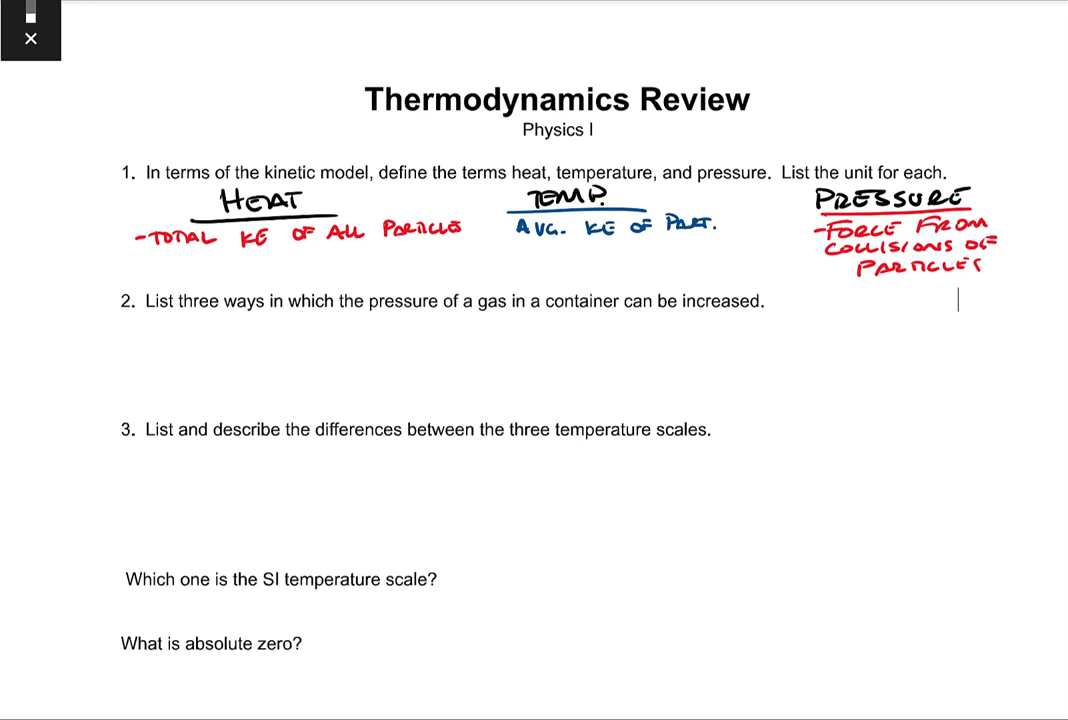 Thermodynamics Review
Physics I
1. In terms of the kinetic model, define the terms heat, temperature, and pressure. List the unit for each.
HEAT TEMP. PRESSURE
-TOTAL KE OF ALL PARTICLES AVG. KE OF PART. -FORCE FROM
COLLISIONS OF
PARTICLES
2. List three ways in which the pressure of a gas in a container can be increased.
3. List and describe the differences between the three temperature scales.
Which one is the SI temperature scale?
What is absolute zero?